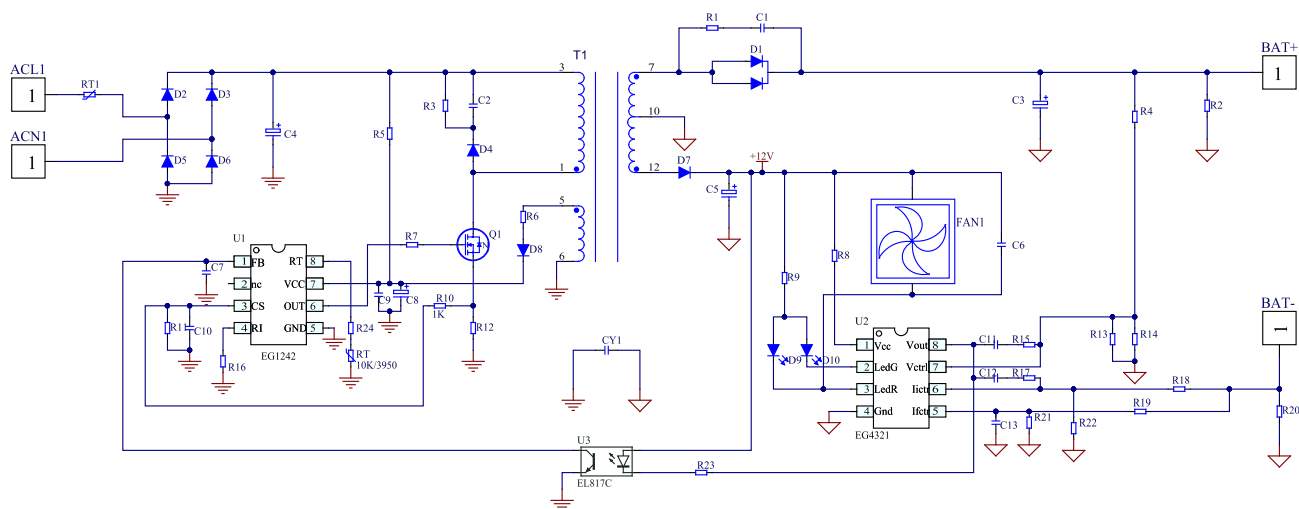 R1
C1
D1
T1
ACL1
1
RT1
D2
D3
C4
R5
R3
C2
D4
3
1
7
10
12
BAT+
1
C3
R4
R2
ACN1
1
D5
D6
D7
+12V
C5
5
6
R6
D8
R7
Q1
FAN1
C6
R8
R9
U1
1
FB
RT
8
2
nc
VCC
7
3
CS
OUT
6
4
RI
GND
5
EG1242
C7
R11
C10
R16
R24
RT
10K/3950
C9
C8
R10
1K
R12
CY1
D9
D10
U2
1
Vcc
Vout
8
2
LedG
Vctrl
7
3
LedR
Iictr
6
4
Gnd
Ifctr
5
EG4321
C11
R15
C12
R17
R13
R14
BAT-
1
R18
R19
R20
C13
R21
R22
U3
EL817C
R23